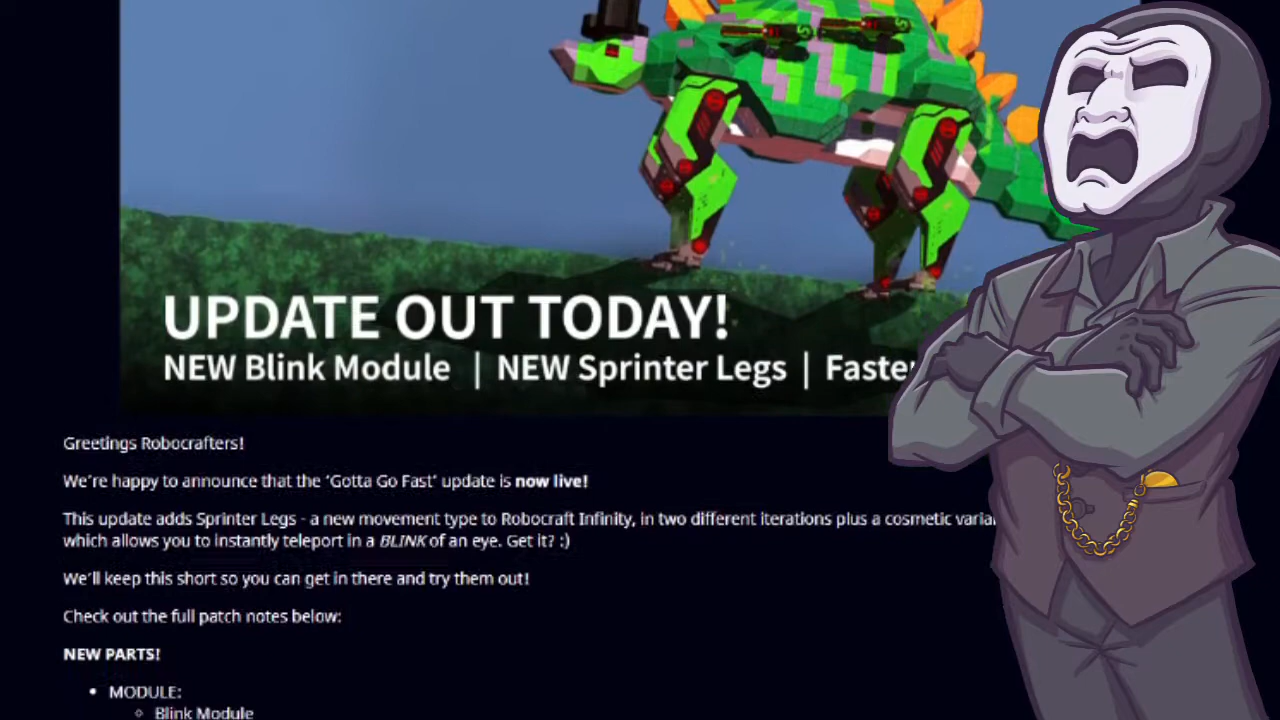 UPDATE OUT TODAY!
NEW Blink Module | NEW Sprinter Legs | Faster
Greetings Robocrafters!
We're happy to announce that the 'Gotta Go Fast' update is now live!
This update adds Sprinter Legs - a new movement type to Robocraft Infinity, in two different iterations plus a cosmetic
which allows you to instantly teleport in a BLINK of an eye. Get it? :)
We'll keep this short so you can get in there and try them out!
Check out the full patch notes below:
NEW PARTS!
• MODULE:
◦ Blink Module